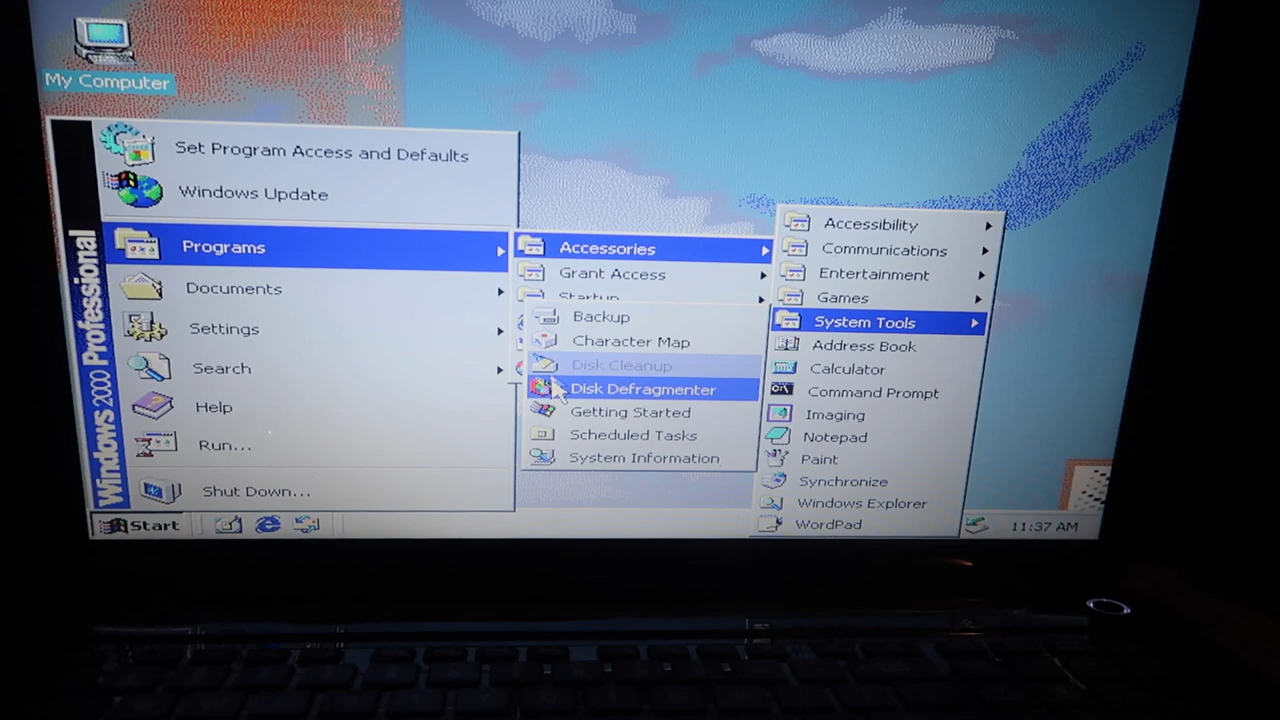 My Computer
Set Program Access and Defaults
Windows Update
Programs
Documents
Settings
Search
Help
Run...
Shut Down...
Windows 2000 Professional
Accessories
Grant Access
Startup
Backup
Character Map
Disk Cleanup
Disk Defragmenter
Getting Started
Scheduled Tasks
System Information
Accessibility
Communications
Entertainment
Games
System Tools
Address Book
Calculator
Command Prompt
Imaging
Notepad
Paint
Synchronize
Windows Explorer
WordPad
Start
11:37 AM